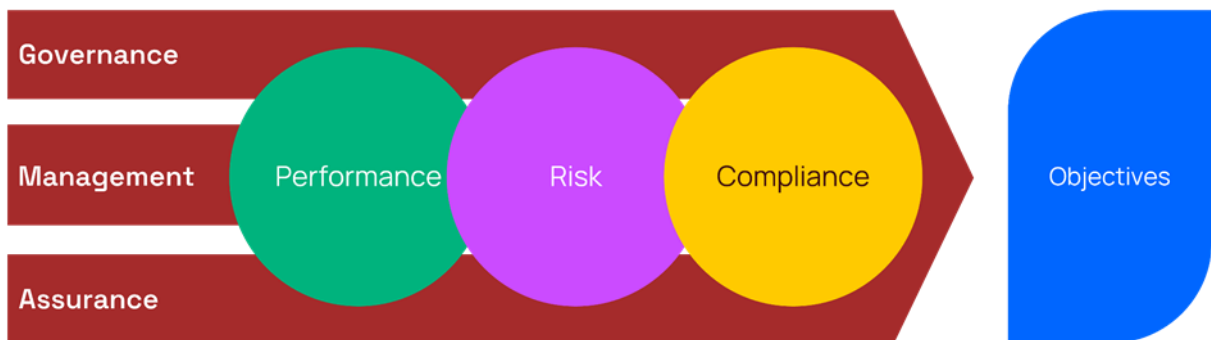 Governance
Management
Assurance
Performance
Risk
Compliance
Objectives